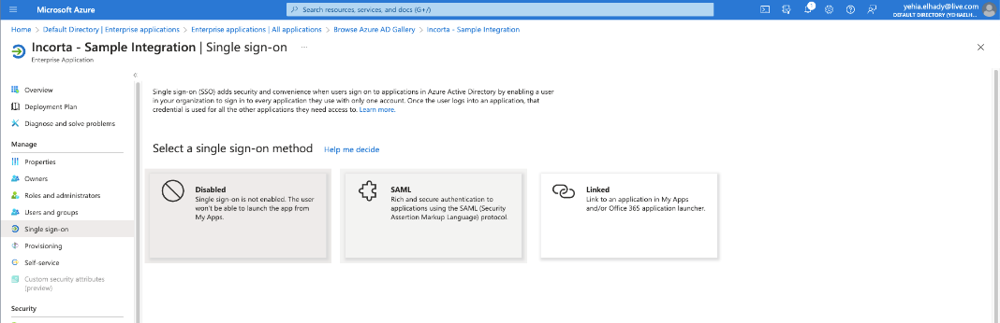 Microsoft Azure
Search resources, services, and docs (G+/)
1
yehia.elhady@live.com
DEFAULT DIRECTORY (YEHIAELH...
Home > Default Directory | Enterprise applications > Enterprise applications | All applications > Browse Azure AD Gallery > Incorta - Sample Integration
Incorta - Sample Integration | Single sign-on ...
Enterprise Application
Overview
Deployment Plan
Diagnose and solve problems
Manage
Properties
Owners
Roles and administrators
Users and groups
Single sign-on
Provisioning
Self-service
Custom security attributes
(preview)
Security
Single sign-on (SSO) adds security and convenience when users sign on to applications in Azure Active Directory by enabling a user
in your organization to sign in to every application they use with only one account. Once the user logs into an application, that
credential is used for all the other applications they need access to. Learn more.
Select a single sign-on method Help me decide
Disabled
Single sign-on is not enabled. The user
won't be able to launch the app from
My Apps.
SAML
Rich and secure authentication to
applications using the SAML (Security
Assertion Markup Language) protocol.
Linked
Link to an application in My Apps
and/or Office 365 application launcher.